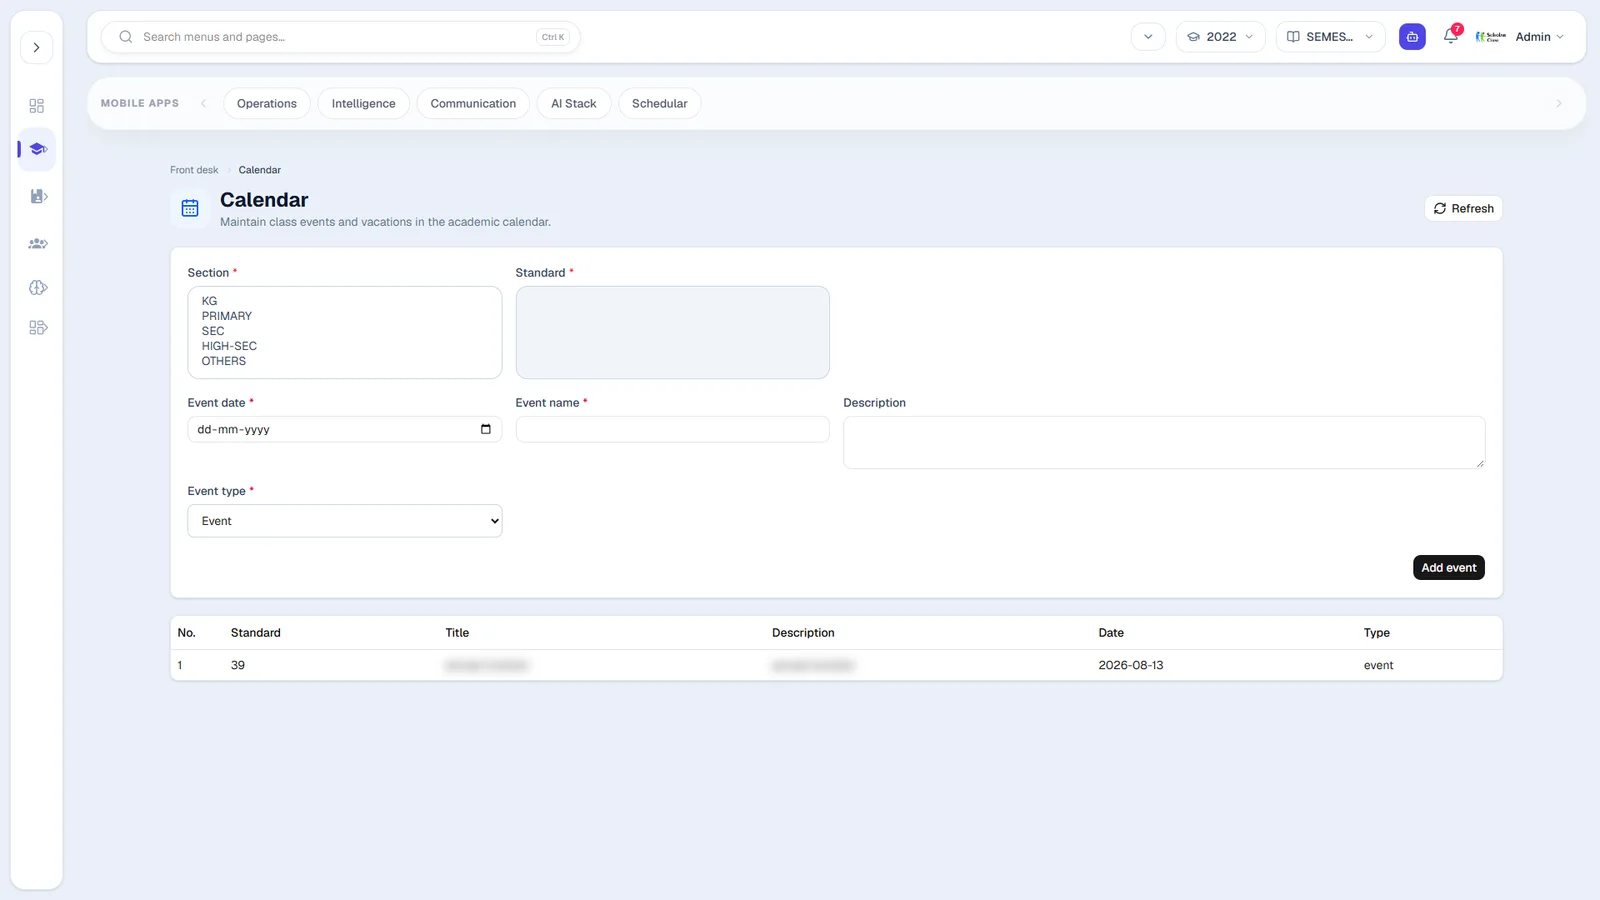 Search menus and pages...
Ctrl K
2022
SEMES...
7
Scholar Clone
Admin
MOBILE APPS
Operations
Intelligence
Communication
AI Stack
Schedular
Front desk
Calendar
Calendar
Maintain class events and vacations in the academic calendar.
Refresh
Section *
Standard *
KG
PRIMARY
SEC
HIGH-SEC
OTHERS
Event date *
Event name *
Description
dd-mm-yyyy
Event type *
Event
Add event
No. Standard Title Description Date Type
1 39 2026-08-13 event